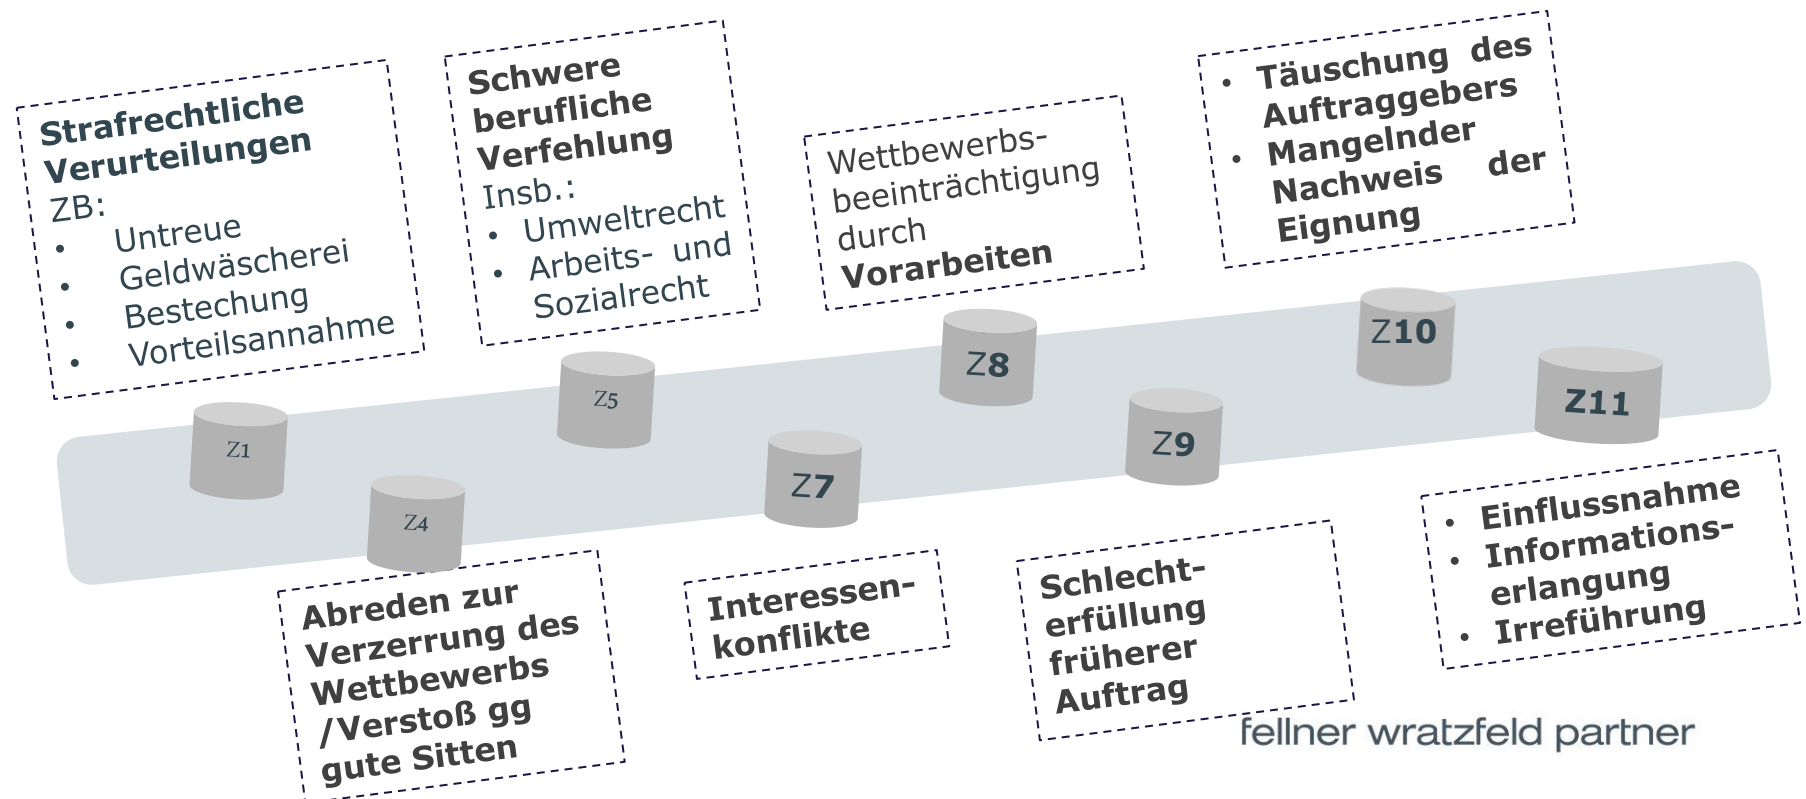 Strafrechtliche
Verurteilungen
ZB:
• Untreue
• Geldwäscherei
• Bestechung
• Vorteilsannahme
Schwere
berufliche
Verfehlung
Insb.:
• Umweltrecht
• Arbeits- und
Sozialrecht
Wettbewerbs-
beeinträchtigung
durch
Vorarbeiten
• Täuschung des
Auftraggebers
• Mangelnder
Nachweis der
Eignung
Z1
Z4
Z5
Z7
Z8
Z9
Z10
Z11
Abreden zur
Verzerrung des
Wettbewerbs
/Verstoß gg
gute Sitten
Interessen-
konflikte
Schlecht-
erfüllung
früherer
Auftrag
• Einflussnahme
• Informations-
erlangung
• Irreführung
fellner wratzfeld partner